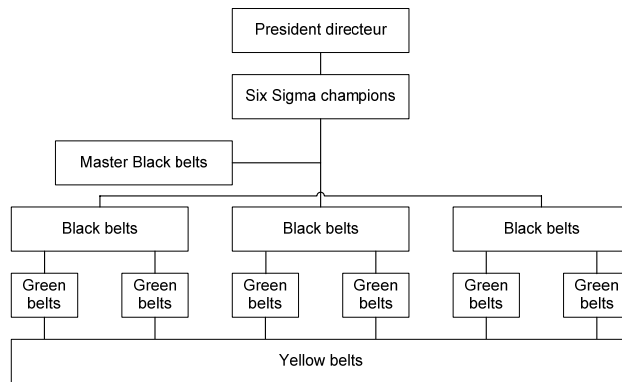 President directeur
Six Sigma champions
Master Black belts
Black belts
Black belts
Black belts
Green
belts
Green
belts
Green
belts
Green
belts
Green
belts
Green
belts
Yellow belts